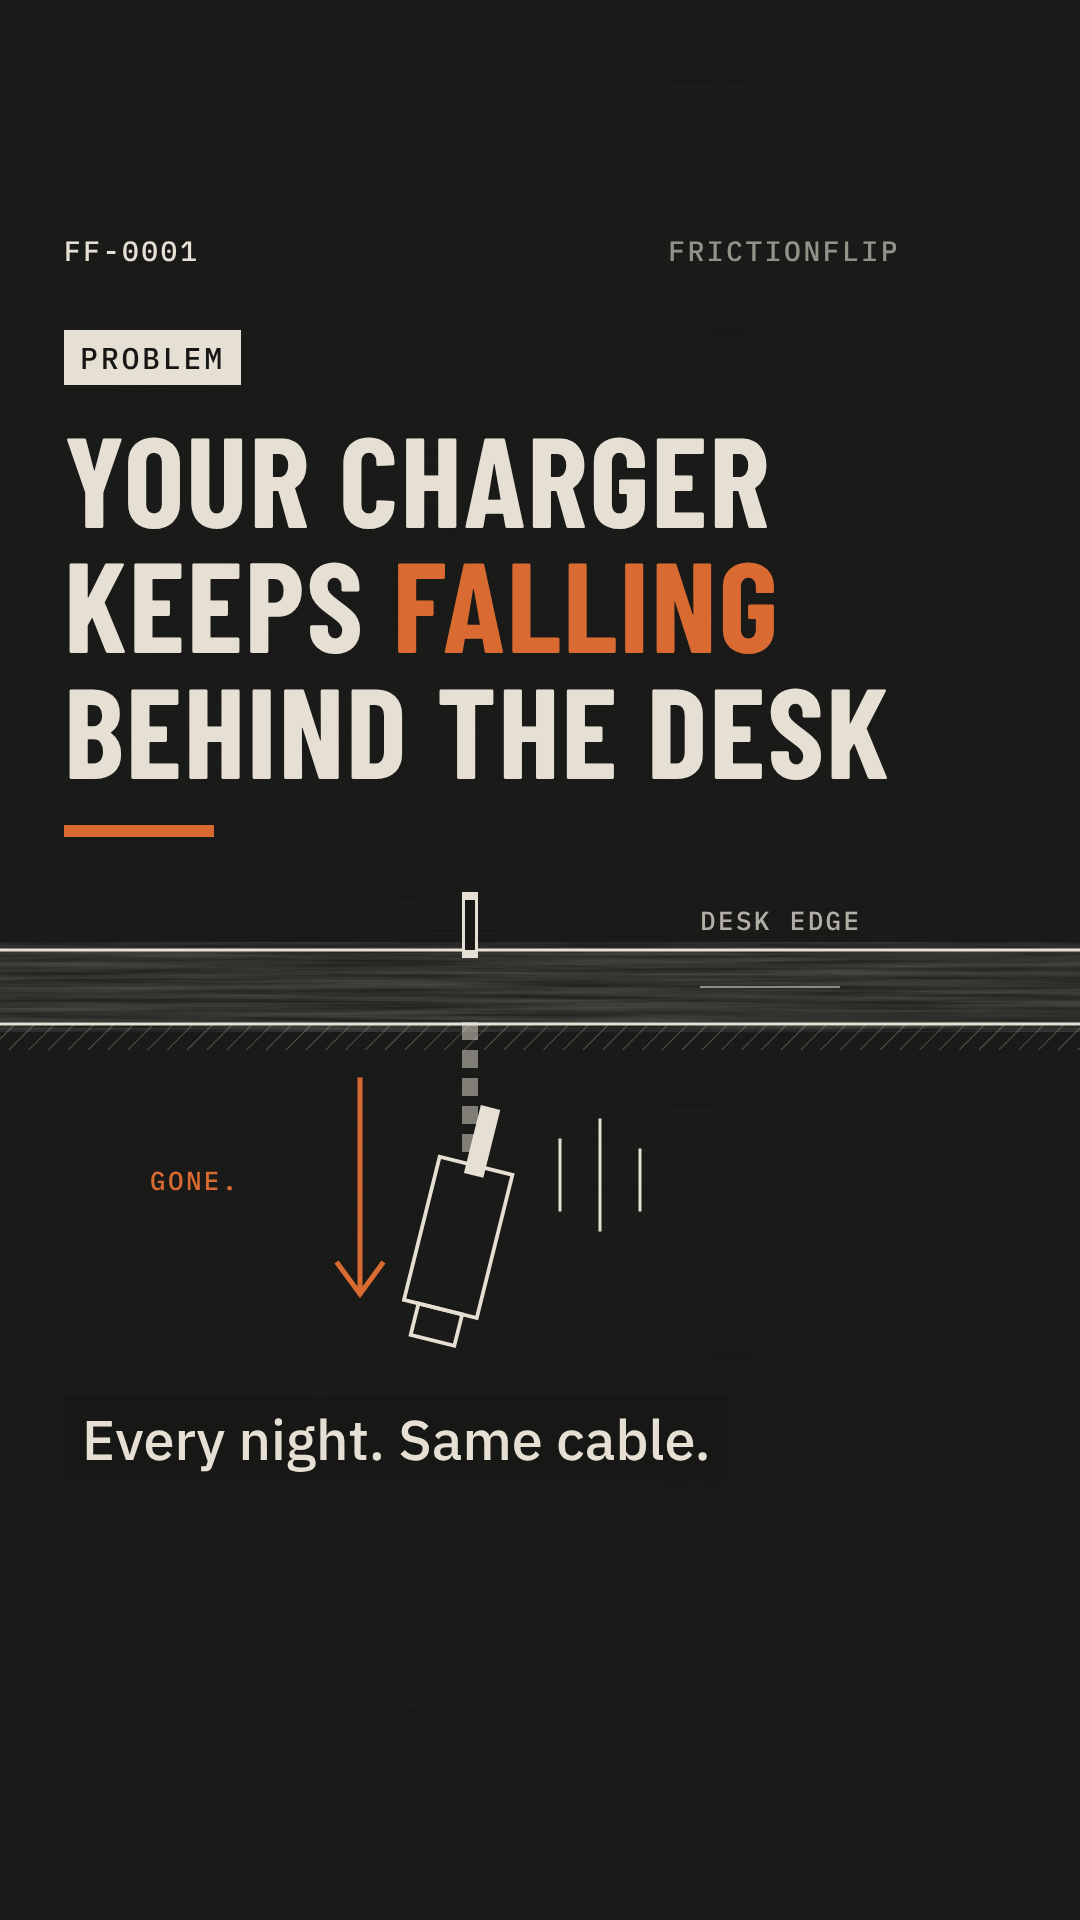 FF-0001
FRICTIONFLIP
PROBLEM
YOUR CHARGER
KEEPS FALLING
BEHIND THE DESK
DESK EDGE
GONE.
Every night. Same cable.